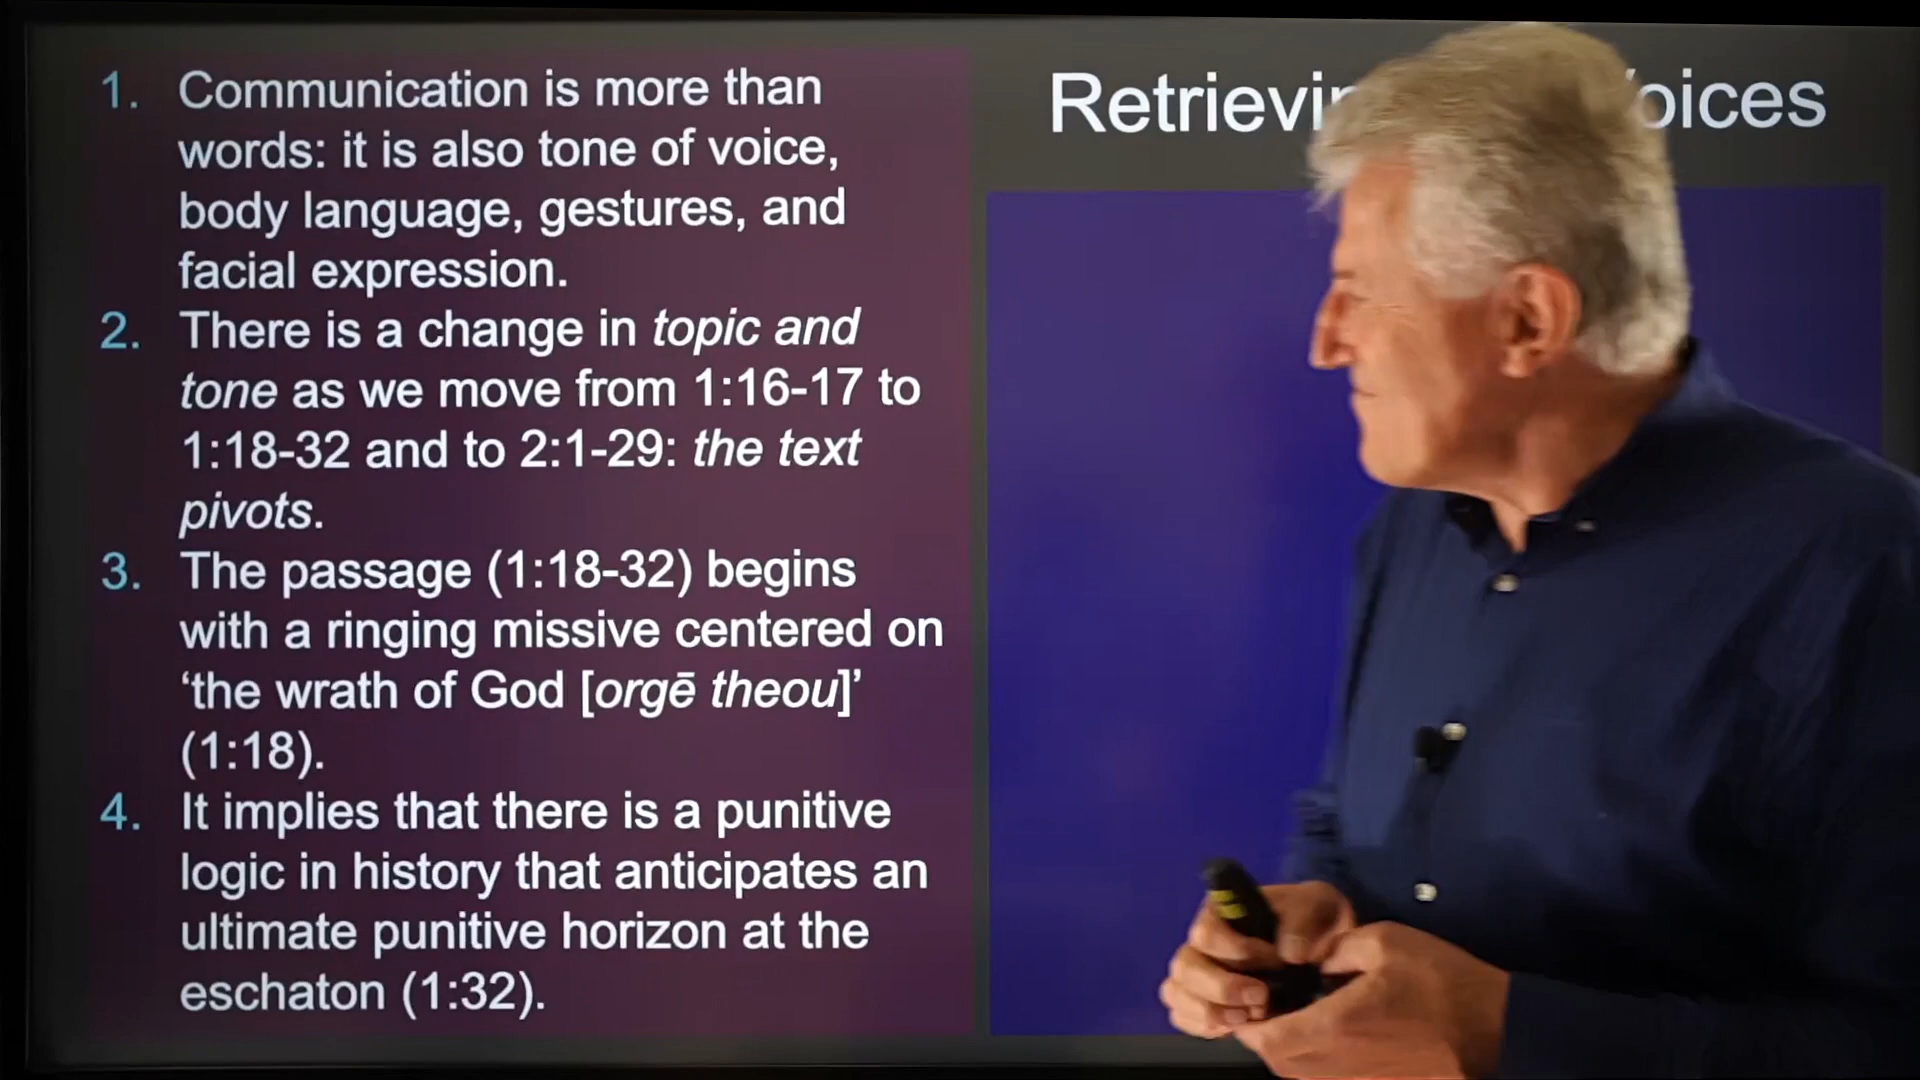 1. Communication is more than
words: it is also tone of voice,
body language, gestures, and
facial expression.
2. There is a change in topic and
tone as we move from 1:16-17 to
1:18-32 and to 2:1-29: the text
pivots.
3. The passage (1:18-32) begins
with a ringing missive centered on
‘the wrath of God [orgē theou]’
(1:18).
4. It implies that there is a punitive
logic in history that anticipates an
ultimate punitive horizon at the
eschaton (1:32).